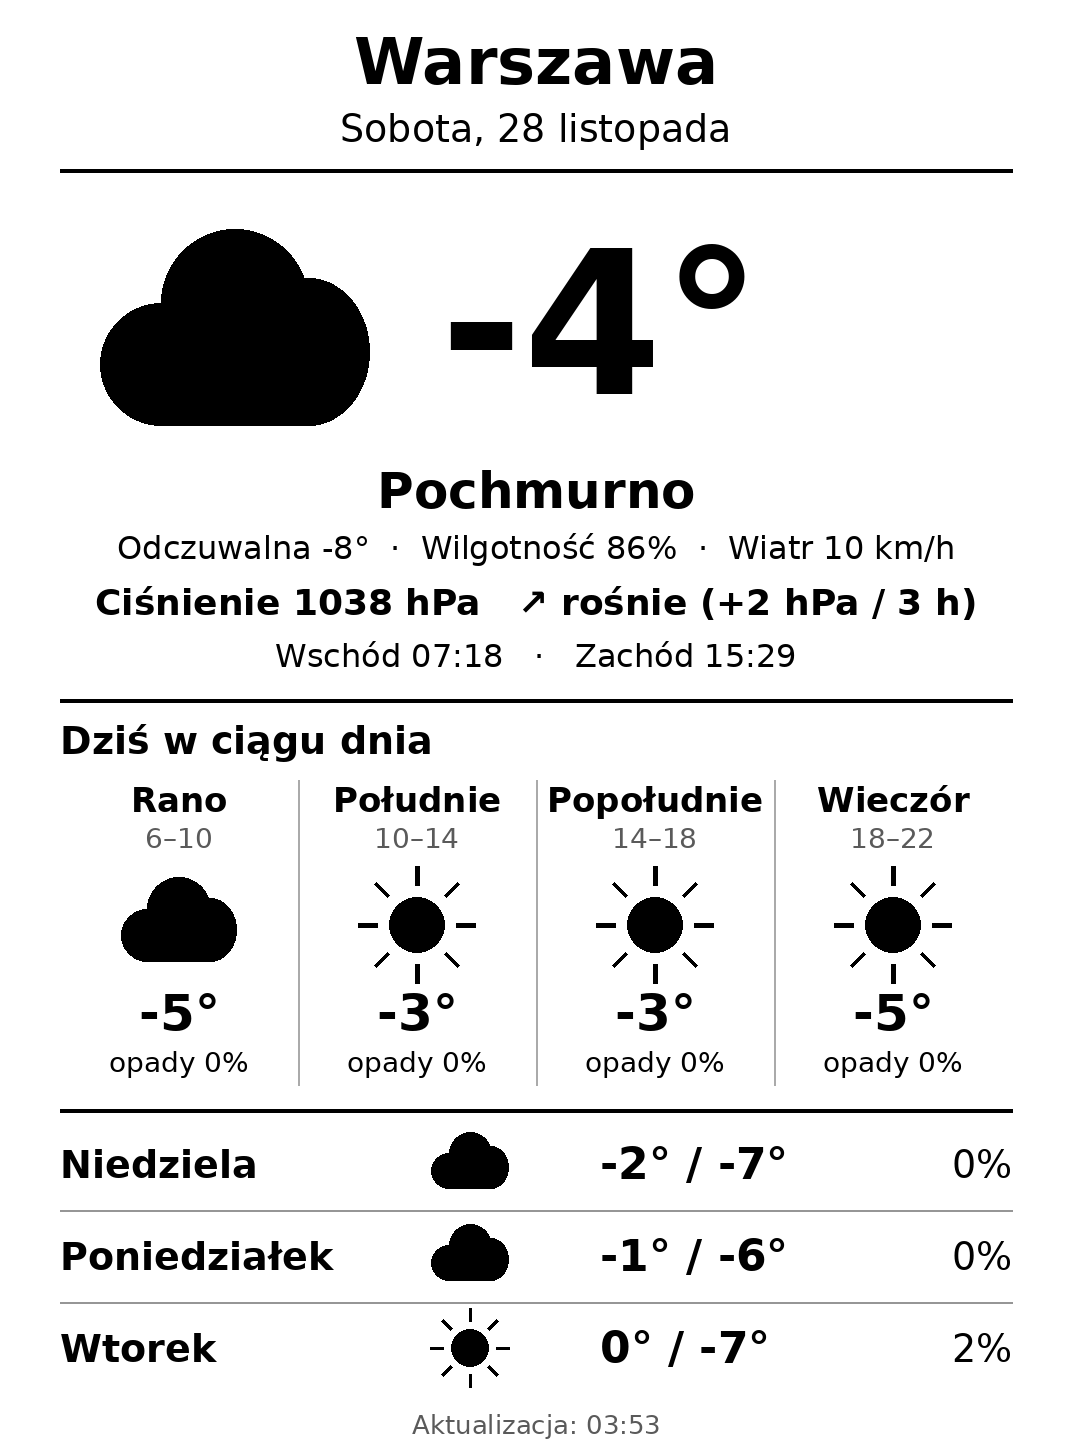 Warszawa
Sobota, 28 listopada
-4°
Pochmurno
Odczuwalna -8° · Wilgotność 86% · Wiatr 10 km/h
Ciśnienie 1038 hPa ↗ rośnie (+2 hPa / 3 h)
Wschód 07:18 · Zachód 15:29
Dziś w ciągu dnia
Rano Południe Popołudnie Wieczór
6–10 10–14 14–18 18–22
-5° -3° -3° -5°
opady 0% opady 0% opady 0% opady 0%
Niedziela -2° / -7° 0%
Poniedziałek -1° / -6° 0%
Wtorek 0° / -7° 2%
Aktualizacja: 03:53